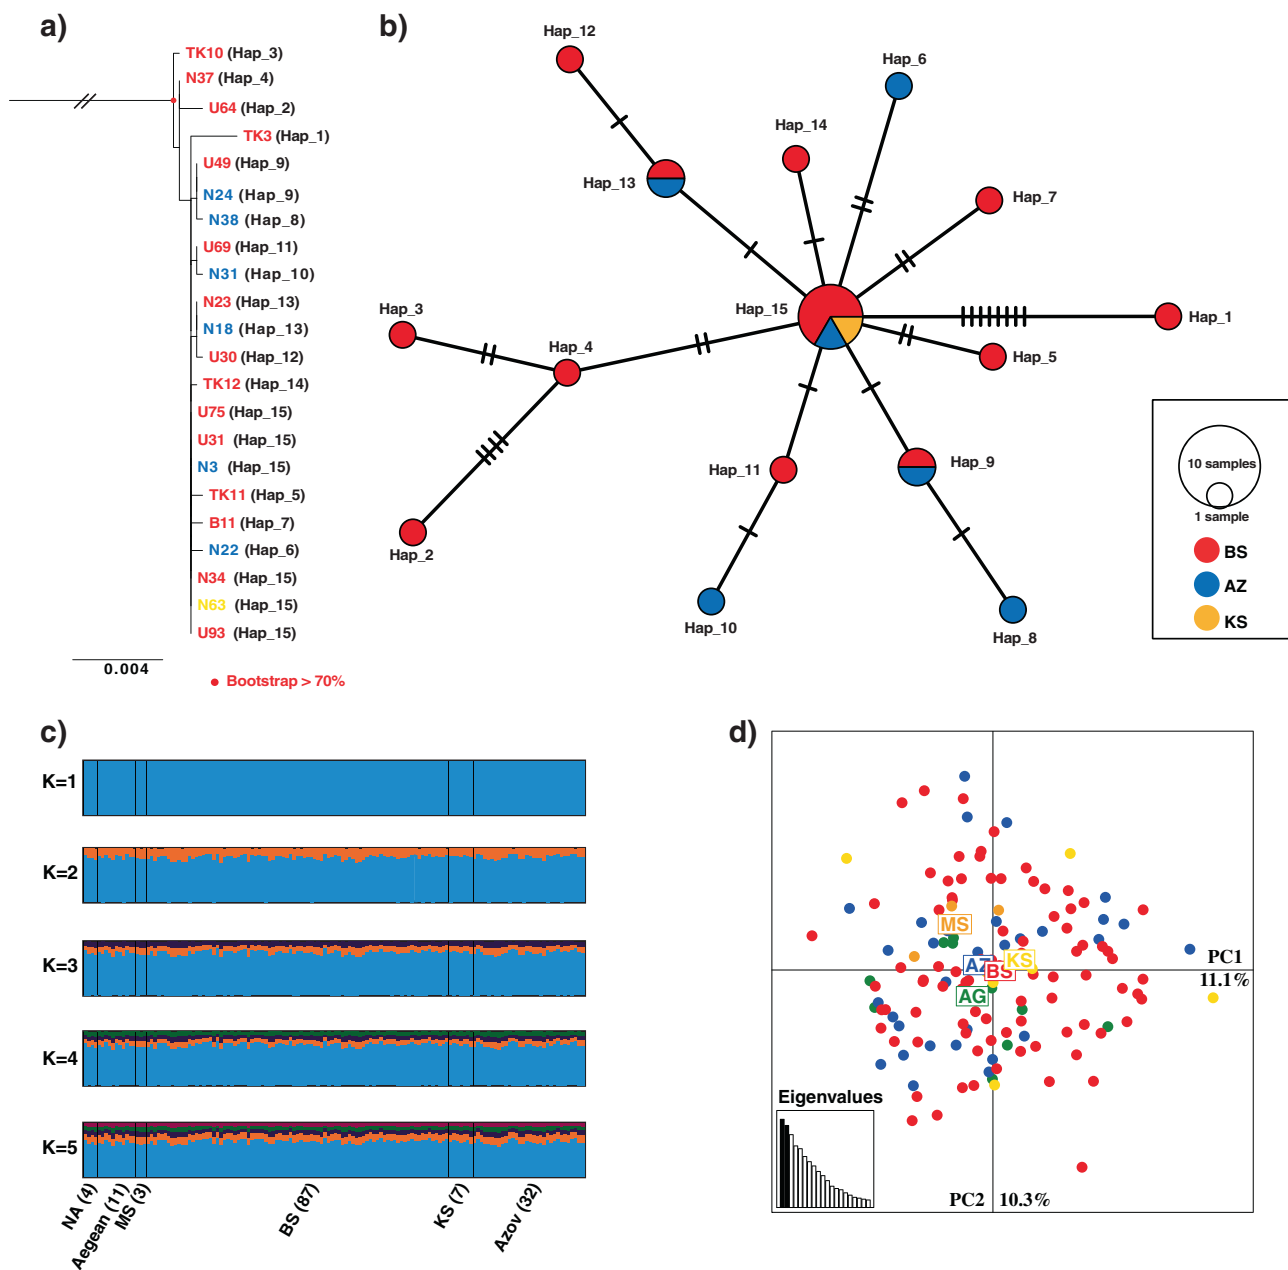 a)
TK10 (Hap_3)
N37 (Hap_4)
U64 (Hap_2)
TK3 (Hap_1)
U49 (Hap_9)
N24 (Hap_9)
N38 (Hap_8)
U69 (Hap_11)
N31 (Hap_10)
N23 (Hap_13)
N18 (Hap_13)
U30 (Hap_12)
TK12 (Hap_14)
U75 (Hap_15)
U31 (Hap_15)
N3 (Hap_15)
TK11 (Hap_5)
B11 (Hap_7)
N22 (Hap_6)
N34 (Hap_15)
N63 (Hap_15)
U93 (Hap_15)
0.004
Bootstrap > 70%
b)
Hap_12
Hap_6
Hap_14
Hap_13
Hap_7
Hap_3
Hap_15
Hap_1
Hap_4
Hap_5
Hap_11
Hap_9
Hap_2
Hap_10
Hap_8
10 samples
1 sample
BS
AZ
KS
c)
K=1
K=2
K=3
K=4
K=5
NA (4)
Aegean (11)
MS (3)
BS (87)
KS (7)
Azov (32)
d)
MS
AZ
BS
KS
AG
PC1
11.1%
Eigenvalues
PC2 10.3%